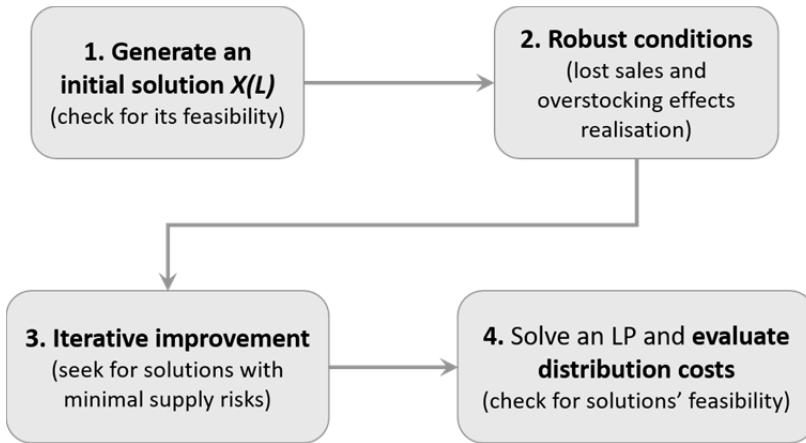 1. Generate an
initial solution X(L)
(check for its feasibility)
2. Robust conditions
(lost sales and
overstocking effects
realisation)
3. Iterative improvement
(seek for solutions with
minimal supply risks)
4. Solve an LP and evaluate
distribution costs
(check for solutions’ feasibility)